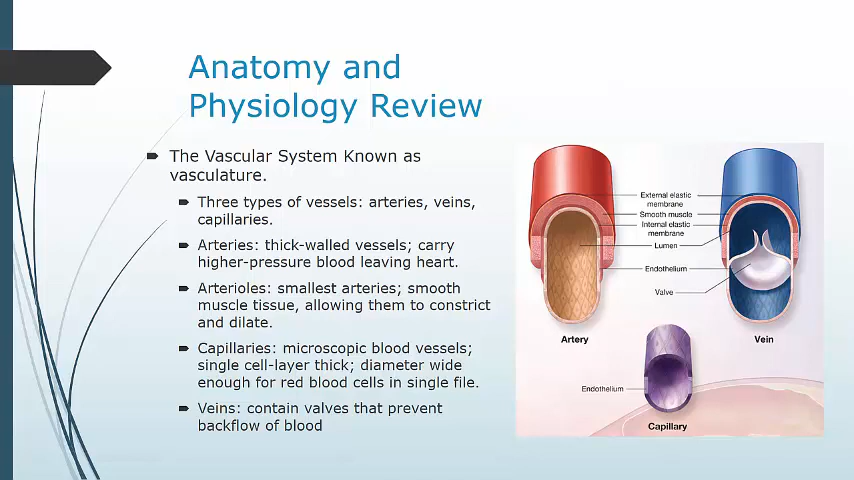 Anatomy and
Physiology Review
The Vascular System Known as
vasculature.
Three types of vessels: arteries, veins,
capillaries.
Arteries: thick-walled vessels; carry
higher-pressure blood leaving heart.
Arterioles: smallest arteries; smooth
muscle tissue, allowing them to constrict
and dilate.
Capillaries: microscopic blood vessels;
single cell-layer thick; diameter wide
enough for red blood cells in single file.
Veins: contain valves that prevent
backflow of blood
External elastic
membrane
Smooth muscle
Internal elastic
membrane
Lumen
Endothelium
Valve
Artery
Vein
Endothelium
Capillary